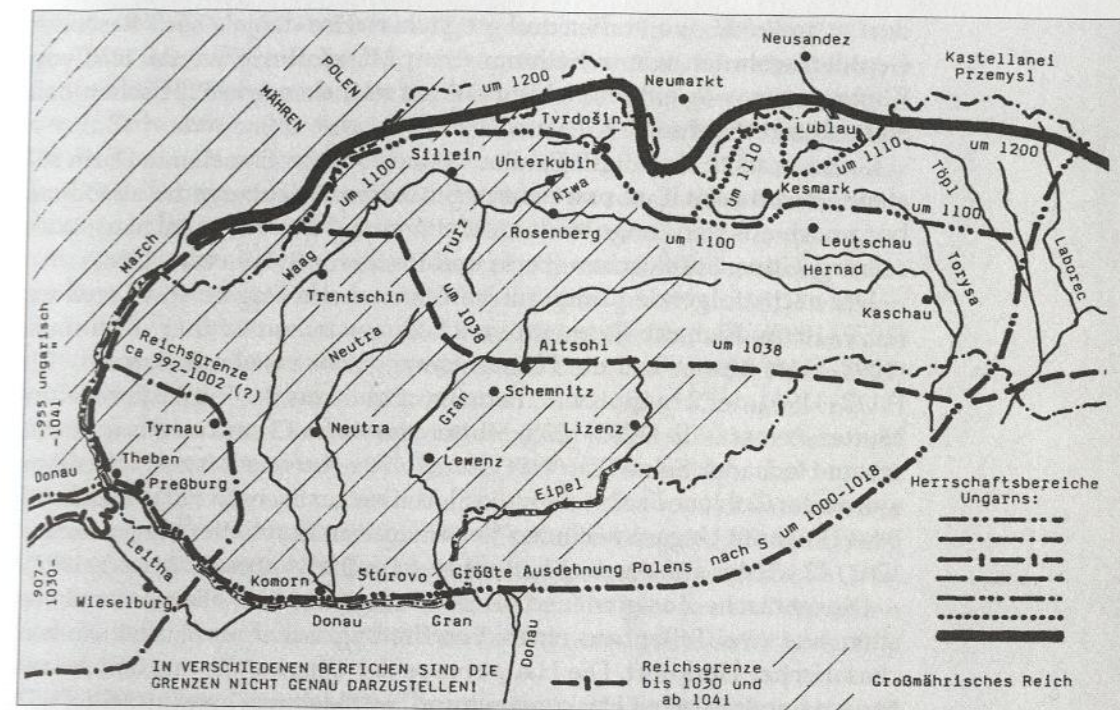 Neusandez
Kastellanei
Przemysl
POLEN
MÄHREN
um 1200
Neumarkt
Tvrdošin
Lublau
um 1110
um 1200
Sillein
Unterkubin
um 1100
um 1110
Kesmark
Töpl
Arwa
um 1100
Rosenberg
um 1100
Leutschau
Laborec
March
Waag
Turz
Hernad
Torysa
Trentschin
um 1038
Kaschau
Neutra
Altsohl
um 1038
Reichsgrenze
ca 992-1002 (?)
Schemnitz
Gran
-955 ungarisch
-1041
Tyrnau
Neutra
Lizenz
Lewenz
Theben
Donau
Preßburg
Eipel
Herrschaftsbereiche
Ungarns:
907-
1030-
Leitha
Komorn
Štúrovo
Größte Ausdehnung Polens nach S um 1000-1018
Wieselburg
Donau
Gran
Donau
IN VERSCHIEDENEN BEREICHEN SIND DIE
GRENZEN NICHT GENAU DARZUSTELLEN!
Reichsgrenze
bis 1030 und
ab 1041
Großmährisches Reich